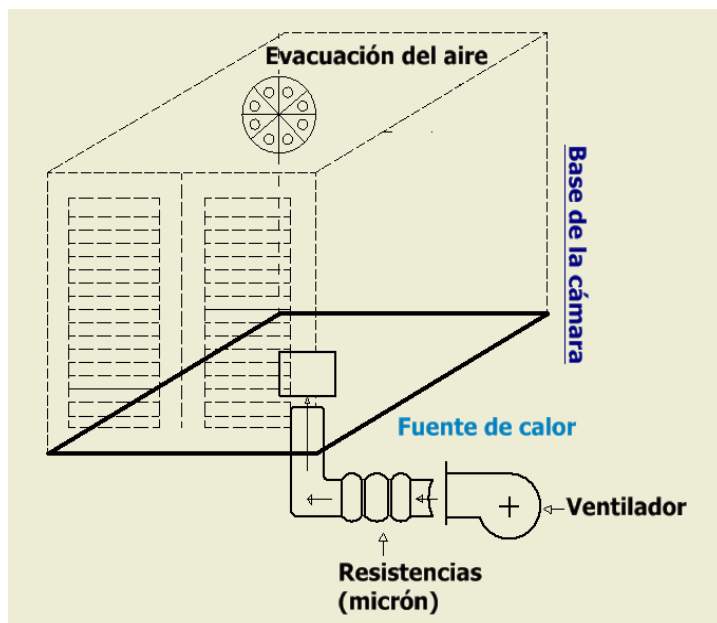 Evacuación del aire
Base de la cámara
Fuente de calor
Ventilador
Resistencias
(micrón)